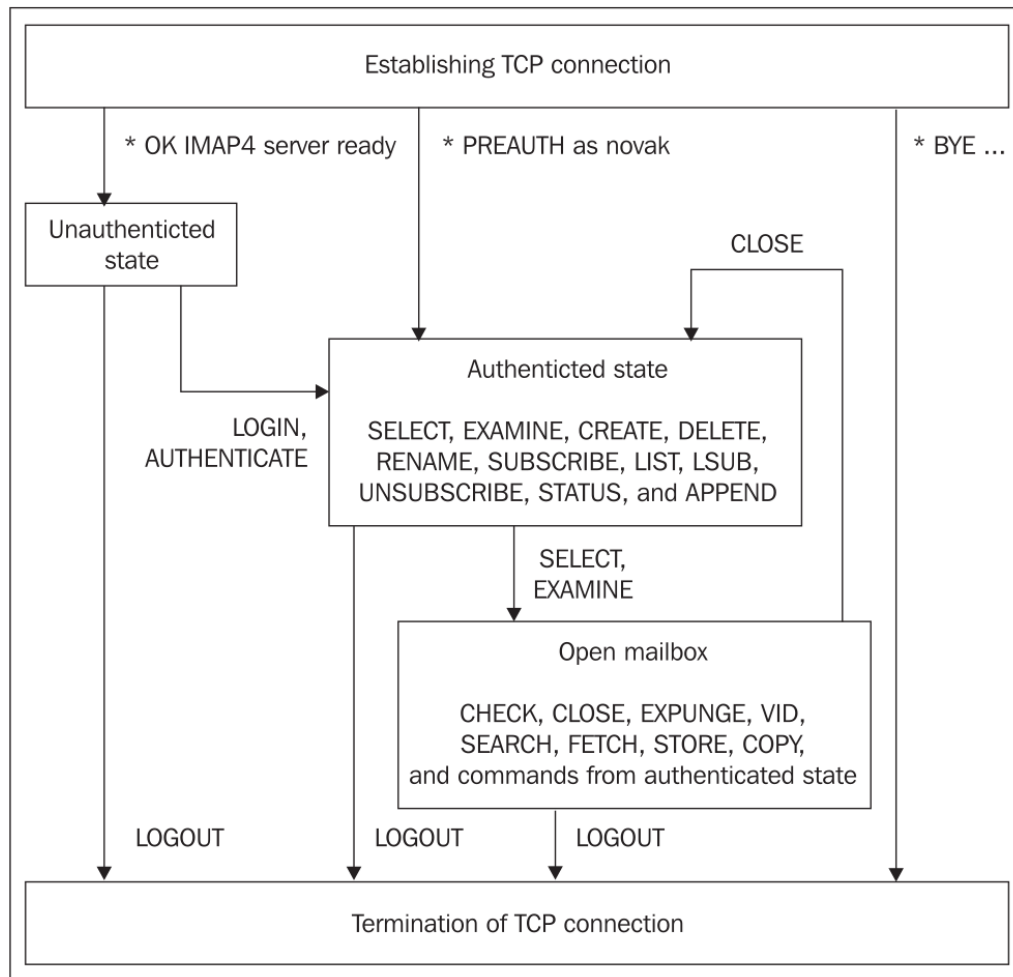 Establishing TCP connection
* OK IMAP4 server ready
* PREAUTH as novak
* BYE ...
Unauthenticted
state
CLOSE
Authenticted state
SELECT, EXAMINE, CREATE, DELETE,
RENAME, SUBSCRIBE, LIST, LSUB,
UNSUBSCRIBE, STATUS, and APPEND
LOGIN,
AUTHENTICATE
SELECT,
EXAMINE
Open mailbox
CHECK, CLOSE, EXPUNGE, VID,
SEARCH, FETCH, STORE, COPY,
and commands from authenticated state
LOGOUT
LOGOUT
LOGOUT
Termination of TCP connection